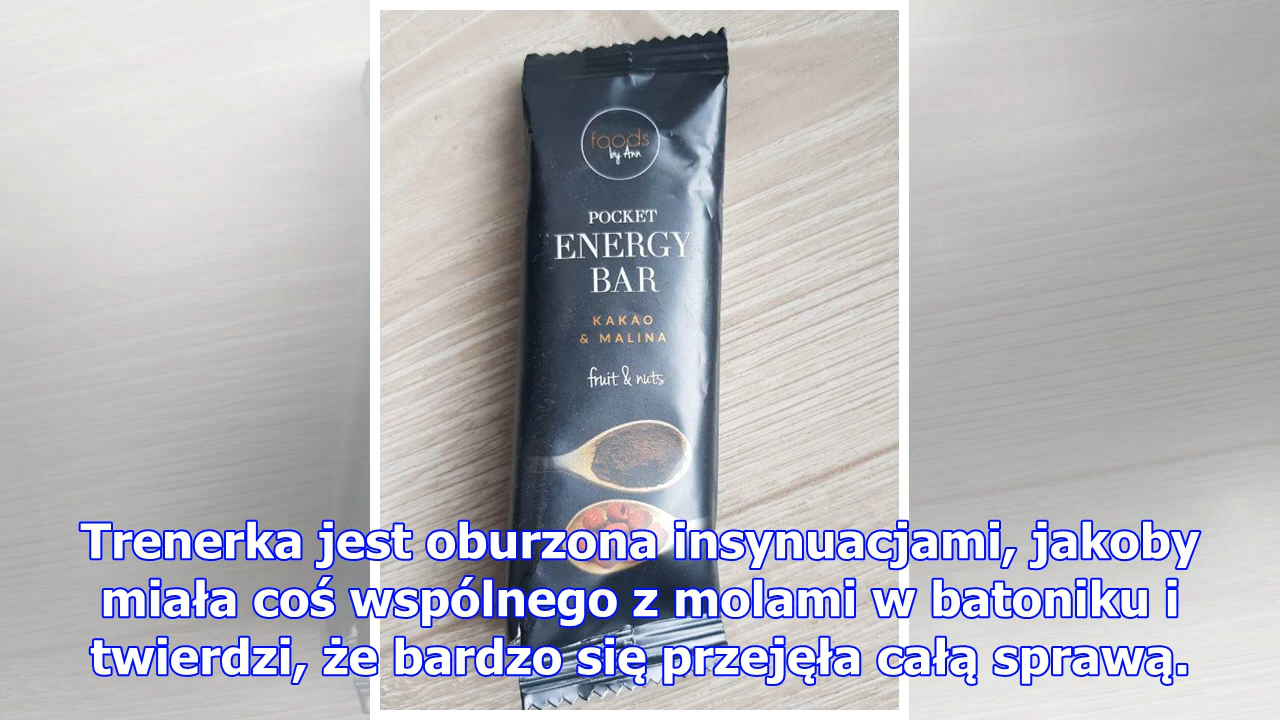 foods
by Ann
POCKET
ENERGY
BAR
KAKAO
& MALINA
fruit & nuts
Trenerka jest oburzona insynuacjami, jakoby
miała coś wspólnego z molami w batoniku i
twierdzi, że bardzo się przejęła całą sprawą.